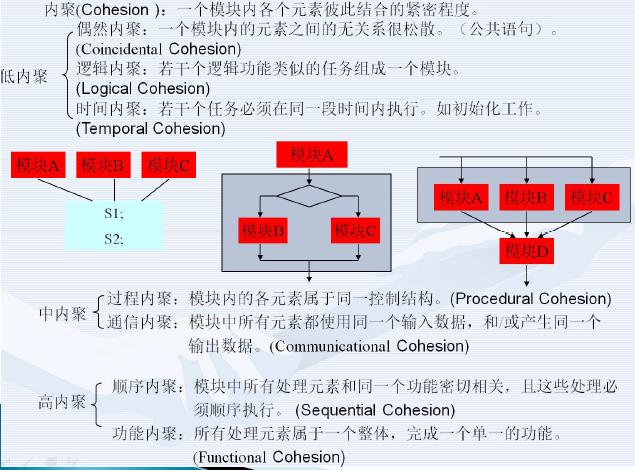 内聚(Cohesion )：一个模块内各个元素彼此结合的紧密程度。
偶然内聚：一个模块内的元素之间的无关系很松散。（公共语句）。
(Coincidental Cohesion)
低内聚
逻辑内聚：若干个逻辑功能类似的任务组成一个模块。
(Logical Cohesion)
时间内聚：若干个任务必须在同一段时间内执行。如初始化工作。
(Temporal Cohesion)
模块A 模块B 模块C
S1;
S2;
模块A
模块B 模块C
模块A 模块B 模块C
模块D
中内聚
过程内聚：模块内的各元素属于同一控制结构。(Procedural Cohesion)
通信内聚：模块中所有元素都使用同一个输入数据，和/或产生同一个
输出数据。(Communicational Cohesion)
高内聚
顺序内聚：模块中所有处理元素和同一个功能密切相关，且这些处理必
须顺序执行。 (Sequential Cohesion)
功能内聚：所有处理元素属于一个整体，完成一个单一的功能。
(Functional Cohesion)